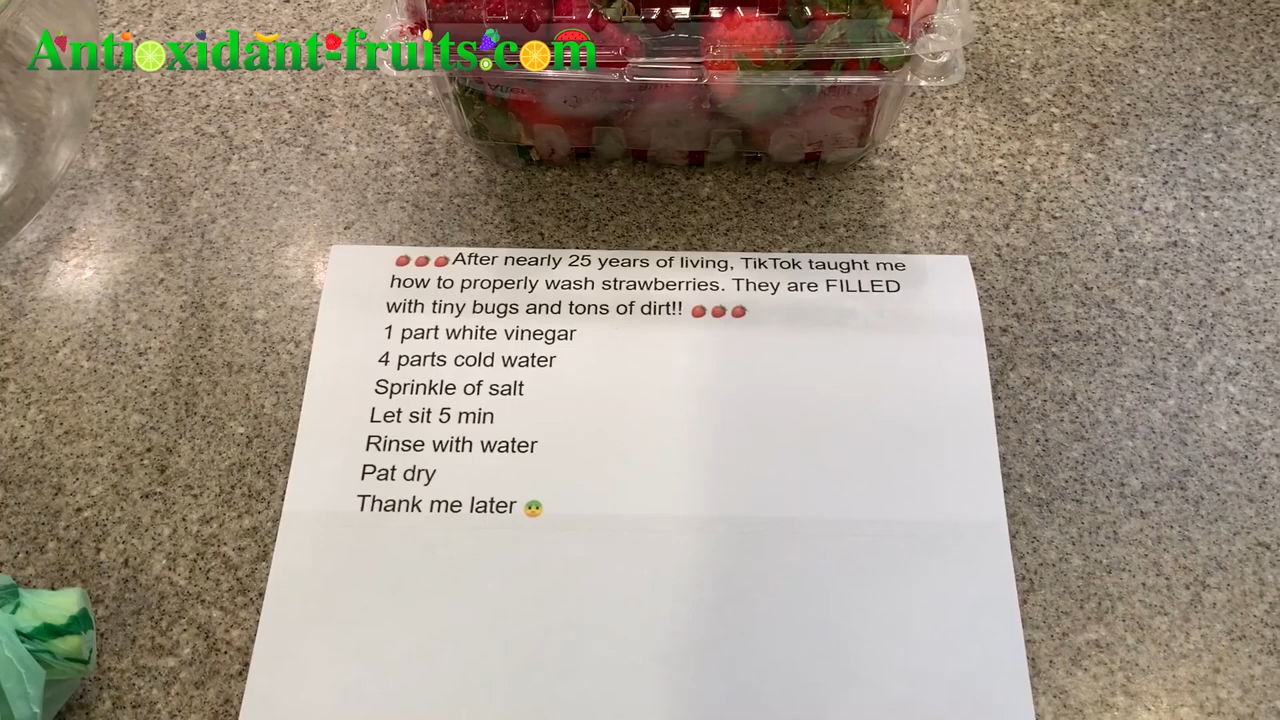 Antioxidant-fruits.com
🍓🍓🍓After nearly 25 years of living, TikTok taught me
how to properly wash strawberries. They are FILLED
with tiny bugs and tons of dirt!! 🍓🍓🍓
1 part white vinegar
4 parts cold water
Sprinkle of salt
Let sit 5 min
Rinse with water
Pat dry
Thank me later 🤢